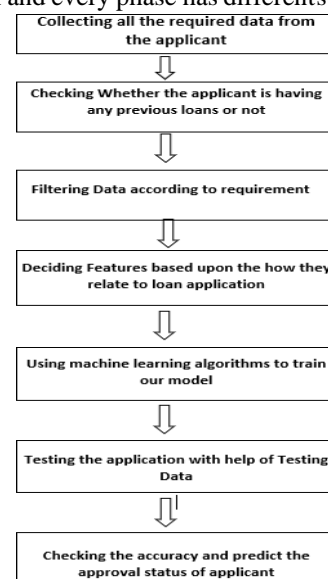 and every phase has differents
Collecting all the required data from
the applicant
Checking Whether the applicant is having
any previous loans or not
Filtering Data according to requirement
Deciding Features based upon the how they
relate to loan application
Using machine learning algorithms to train
our model
Testing the application with help of Testing
Data
Checking the accuracy and predict the
approval status of applicant